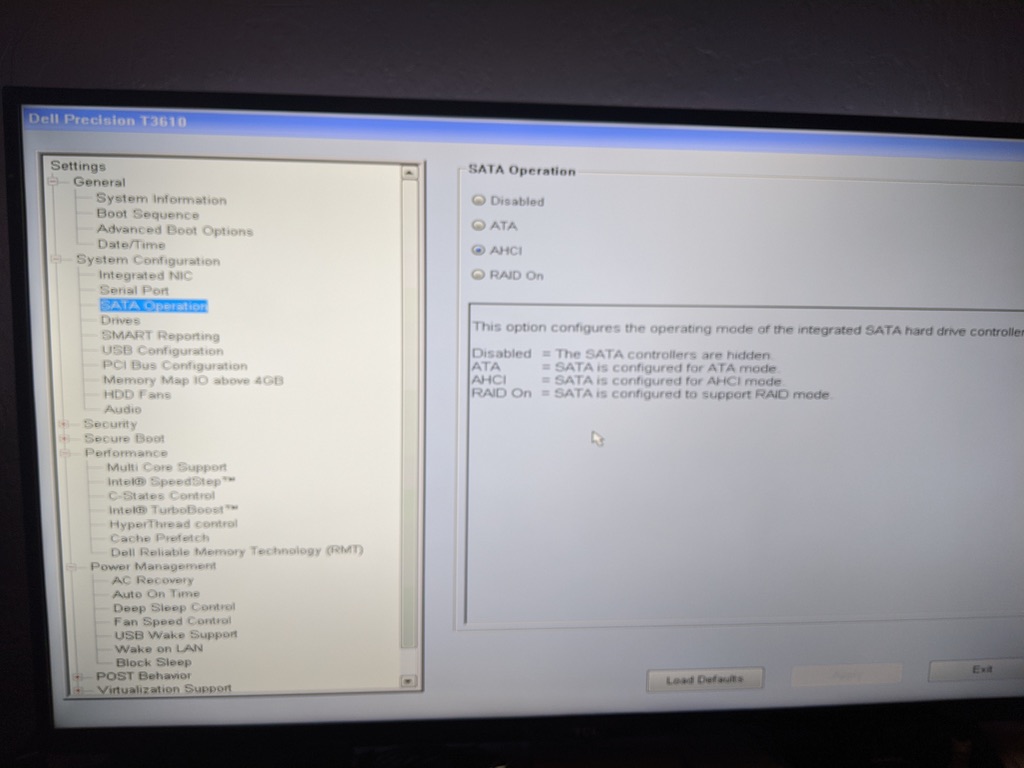 Dell Precision T3610
Settings
General
System Information
Boot Sequence
Advanced Boot Options
Date/Time
System Configuration
Integrated NIC
Serial Port
SATA Operation
Drives
SMART Reporting
USB Configuration
PCI Bus Configuration
Memory Map IO above 4GB
HDD Fans
Audio
Security
Secure Boot
Performance
Multi Core Support
Intel® SpeedStep™
C-States Control
Intel® TurboBoost™
HyperThread control
Cache Prefetch
Dell Reliable Memory Technology (RMT)
Power Management
AC Recovery
Auto On Time
Deep Sleep Control
Fan Speed Control
USB Wake Support
Wake on LAN
Block Sleep
POST Behavior
Virtualization Support
SATA Operation
Disabled
ATA
AHCI
RAID On
This option configures the operating mode of the integrated SATA hard drive controller
Disabled = The SATA controllers are hidden.
ATA = SATA is configured for ATA mode.
AHCI = SATA is configured for AHCI mode.
RAID On = SATA is configured to support RAID mode.
Load Defaults
Apply
Exit